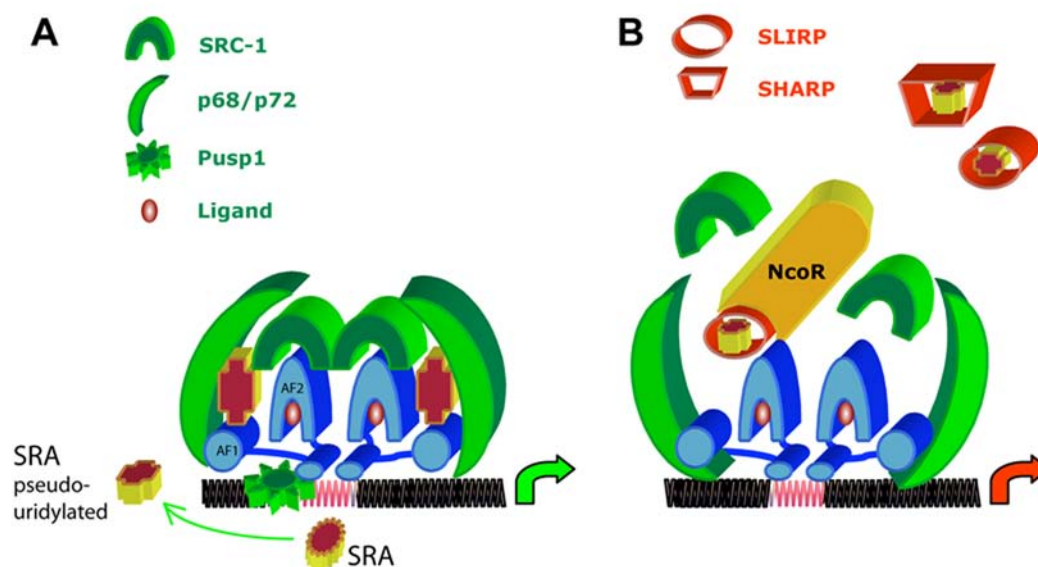 A
SRC-1
p68/p72
Pusp1
Ligand
AF2
AF1
SRA
pseudo-
uridylated
SRA
B
SLIRP
SHARP
NcoR